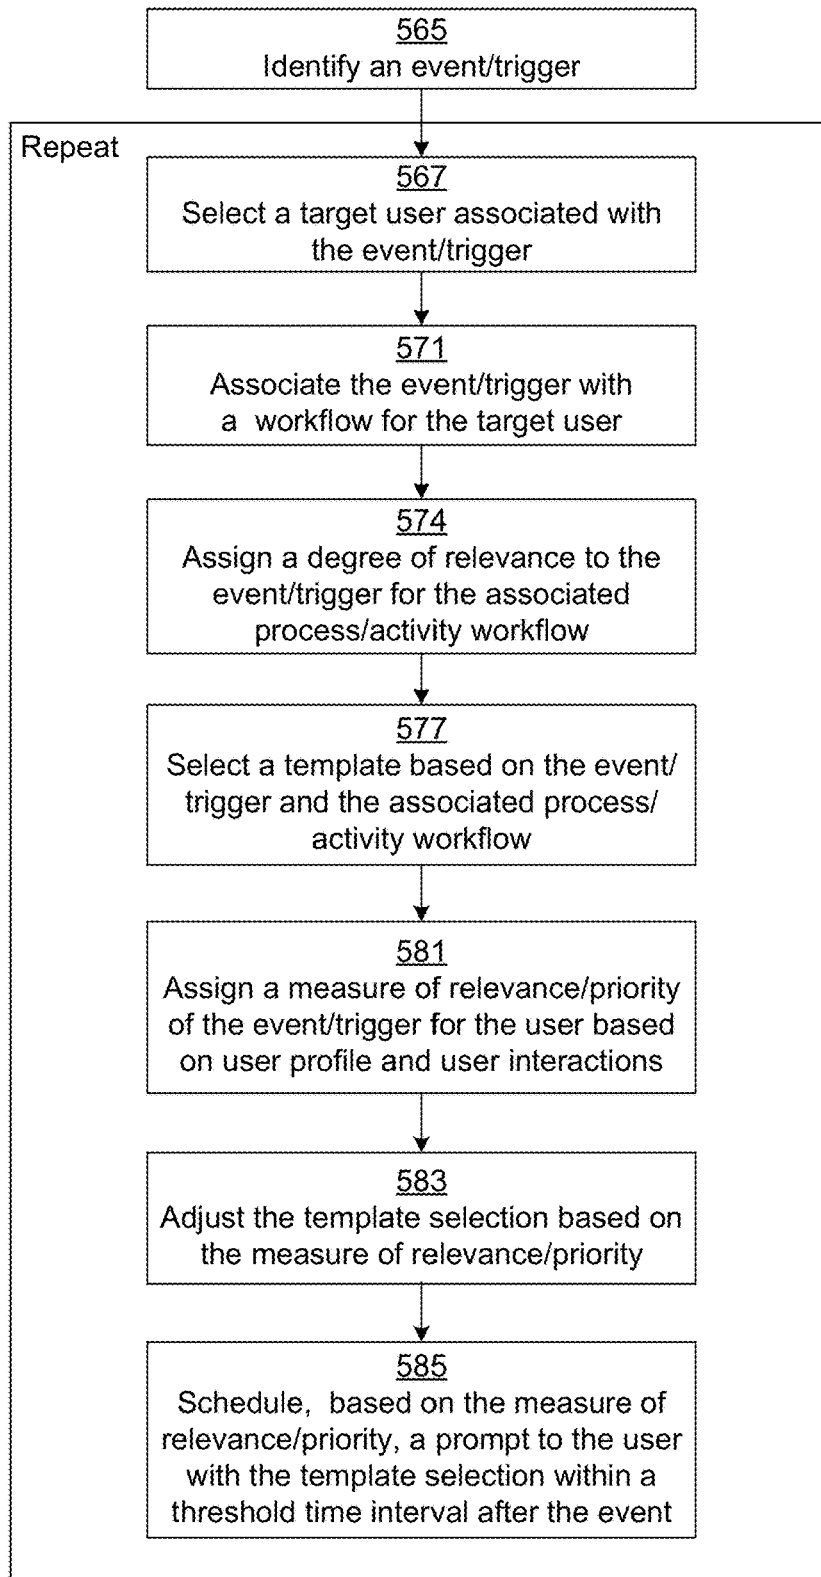 565
Identify an event/trigger
Repeat
567
Select a target user associated with
the event/trigger
571
Associate the event/trigger with
a workflow for the target user
574
Assign a degree of relevance to the
event/trigger for the associated
process/activity workflow
577
Select a template based on the event/
trigger and the associated process/
activity workflow
581
Assign a measure of relevance/priority
of the event/trigger for the user based
on user profile and user interactions
583
Adjust the template selection based on
the measure of relevance/priority
585
Schedule, based on the measure of
relevance/priority, a prompt to the user
with the template selection within a
threshold time interval after the event